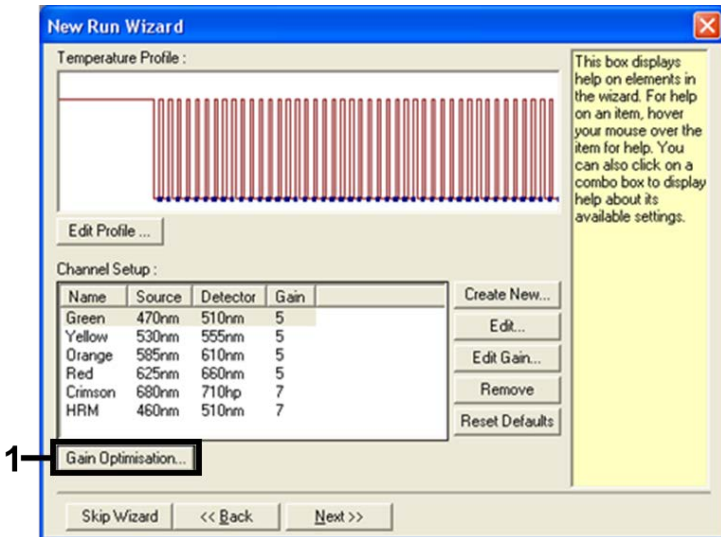 New Run Wizard
Temperature Profile :
Edit Profile ...
Channel Setup :
Name Source Detector Gain
Green 470nm 510nm 5
Yellow 530nm 555nm 5
Orange 585nm 610nm 5
Red 625nm 660nm 5
Crimson 680nm 710hp 7
HRM 460nm 510nm 7
Create New...
Edit...
Edit Gain...
Remove
Reset Defaults
1
Gain Optimisation...
Skip Wizard
<< Back
Next >>
This box displays
help on elements in
the wizard. For help
on an item, hover
your mouse over the
item for help. You
can also click on a
combo box to display
help about its
available settings.